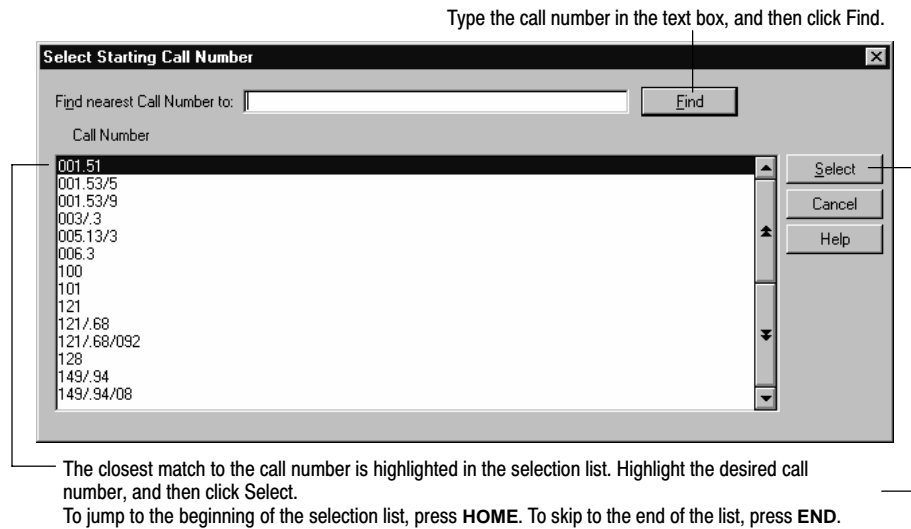 Type the call number in the text box, and then click Find.
Select Starting Call Number
Find nearest Call Number to:
Find
Call Number
001.51
001.53/5
001.53/9
003/.3
005.13/3
006.3
100
101
121
121/.68
121/.68/092
128
149/.94
149/.94/08
Select
Cancel
Help
The closest match to the call number is highlighted in the selection list. Highlight the desired call
number, and then click Select.
To jump to the beginning of the selection list, press HOME. To skip to the end of the list, press END.